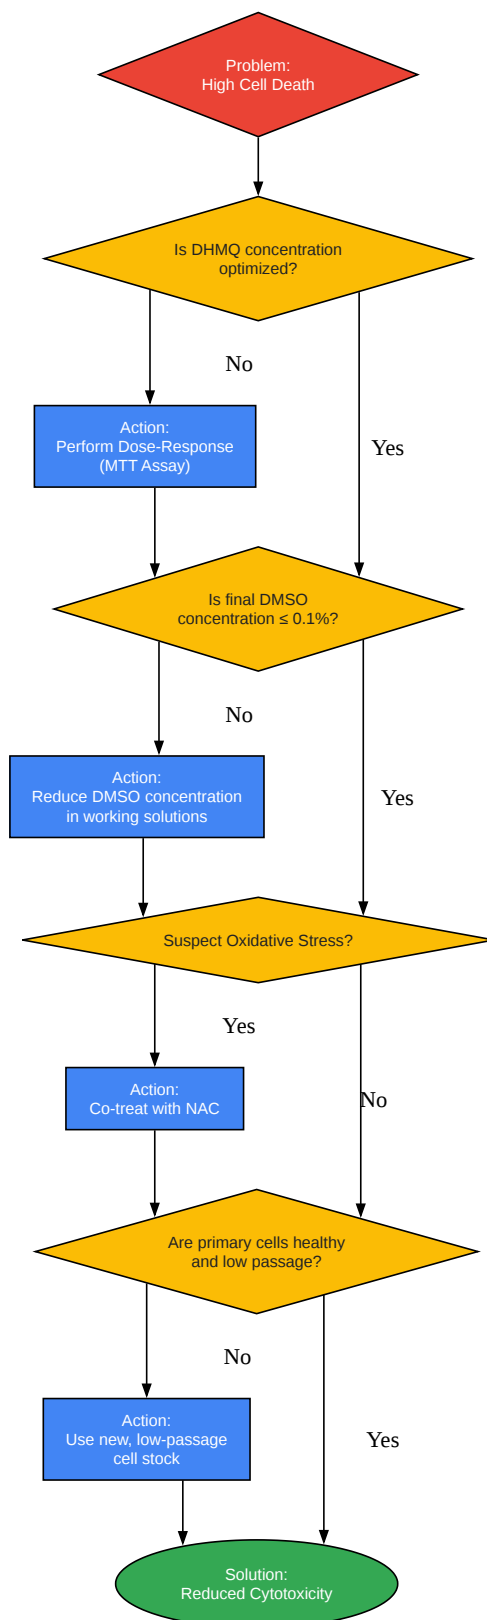 Problem:
High Cell Death
Is DHMQ concentration
optimized?
No
Action:
Perform Dose-Response
(MTT Assay)
Yes
Is final DMSO
concentration ≤ 0.1%?
No
Action:
Reduce DMSO concentration
in working solutions
Yes
Suspect Oxidative Stress?
Yes
Action:
Co-treat with NAC
No
Are primary cells healthy
and low passage?
No
Action:
Use new, low-passage
cell stock
Yes
Solution:
Reduced Cytotoxicity